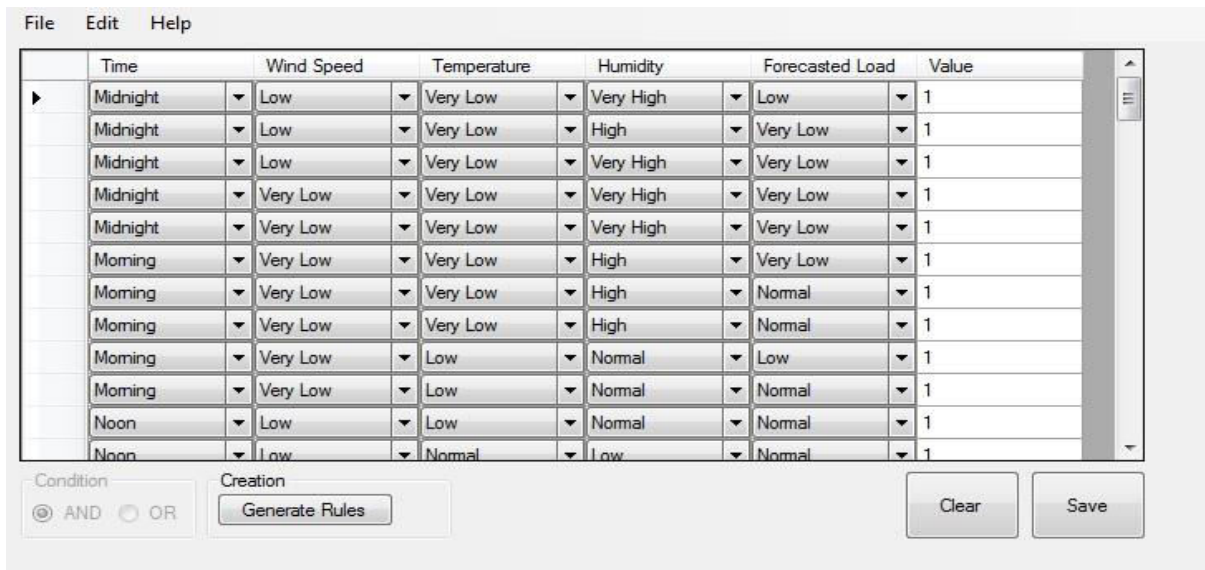 File Edit Help
Time Wind Speed Temperature Humidity Forecasted Load Value
Midnight Low Very Low Very High Low 1
Midnight Low Very Low High Very Low 1
Midnight Low Very Low Very High Very Low 1
Midnight Very Low Very Low Very High Very Low 1
Midnight Very Low Very Low Very High Very Low 1
Morning Very Low Very Low High Very Low 1
Morning Very Low Very Low High Normal 1
Morning Very Low Very Low High Normal 1
Morning Very Low Low Normal Low 1
Morning Very Low Low Normal Normal 1
Noon Low Low Normal Normal 1
Noon Low Normal Low Normal 1
Condition Creation
AND OR Generate Rules Clear Save